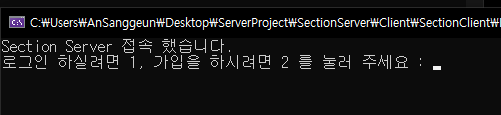 C:₩Users₩AnSanggeun₩Desktop₩ServerProject₩SectionServer₩Client₩SectionClient₩
Section Server 접속 했습니다.
로그인 하실려면 1, 가입을 하시려면 2 를 눌러 주세요 : _